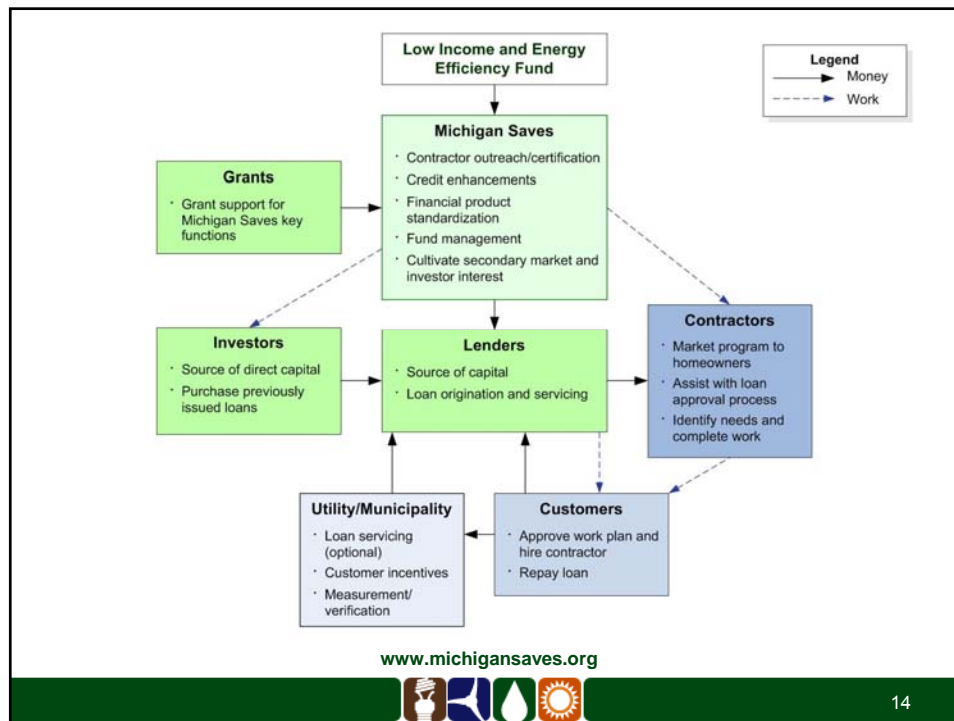 Low Income and Energy
Efficiency Fund
Legend
Money
Work
Michigan Saves
· Contractor outreach/certification
· Credit enhancements
· Financial product
standardization
· Fund management
· Cultivate secondary market and
investor interest
Grants
· Grant support for
Michigan Saves key
functions
Investors
· Source of direct capital
· Purchase previously
issued loans
Lenders
· Source of capital
· Loan origination and servicing
Contractors
· Market program to
homeowners
· Assist with loan
approval process
· Identify needs and
complete work
Utility/Municipality
· Loan servicing
(optional)
· Customer incentives
· Measurement/
verification
Customers
· Approve work plan and
hire contractor
· Repay loan
www.michigansaves.org
14